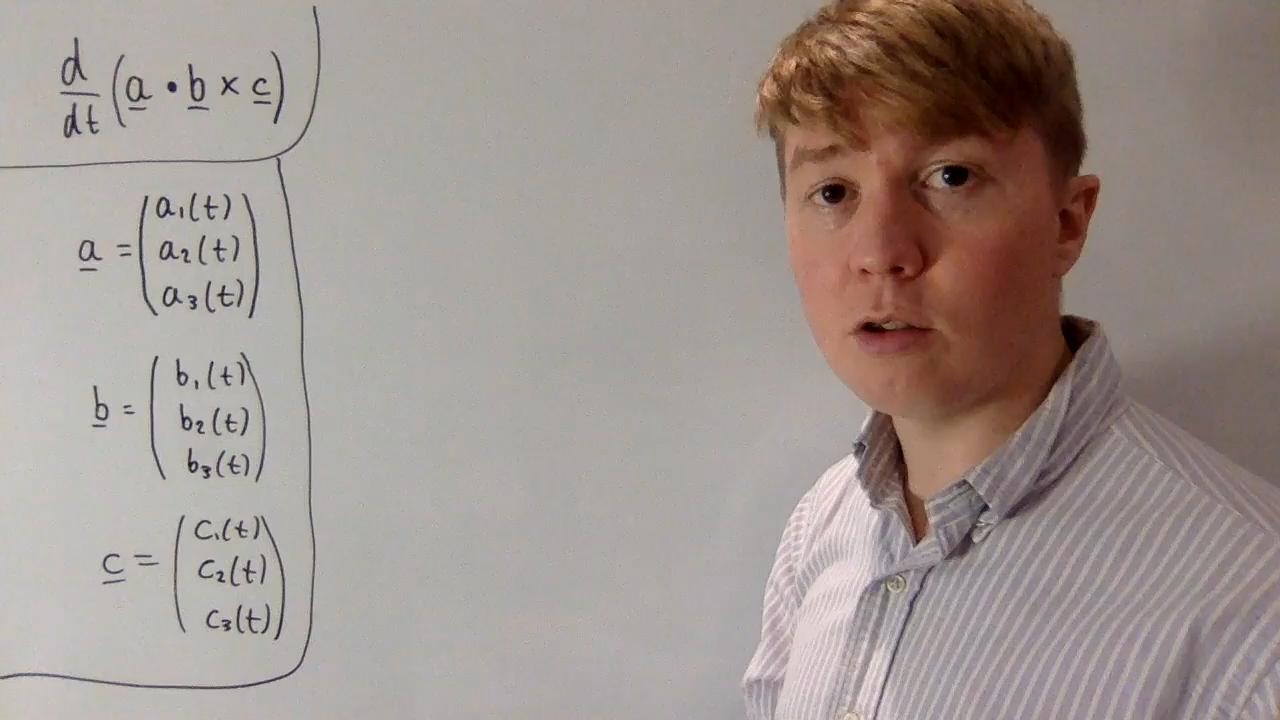 d/dt (a • b × c)
a = (a₁(t)
a₂(t)
a₃(t))
b = (b₁(t)
b₂(t)
b₃(t))
c = (c₁(t)
c₂(t)
c₃(t))